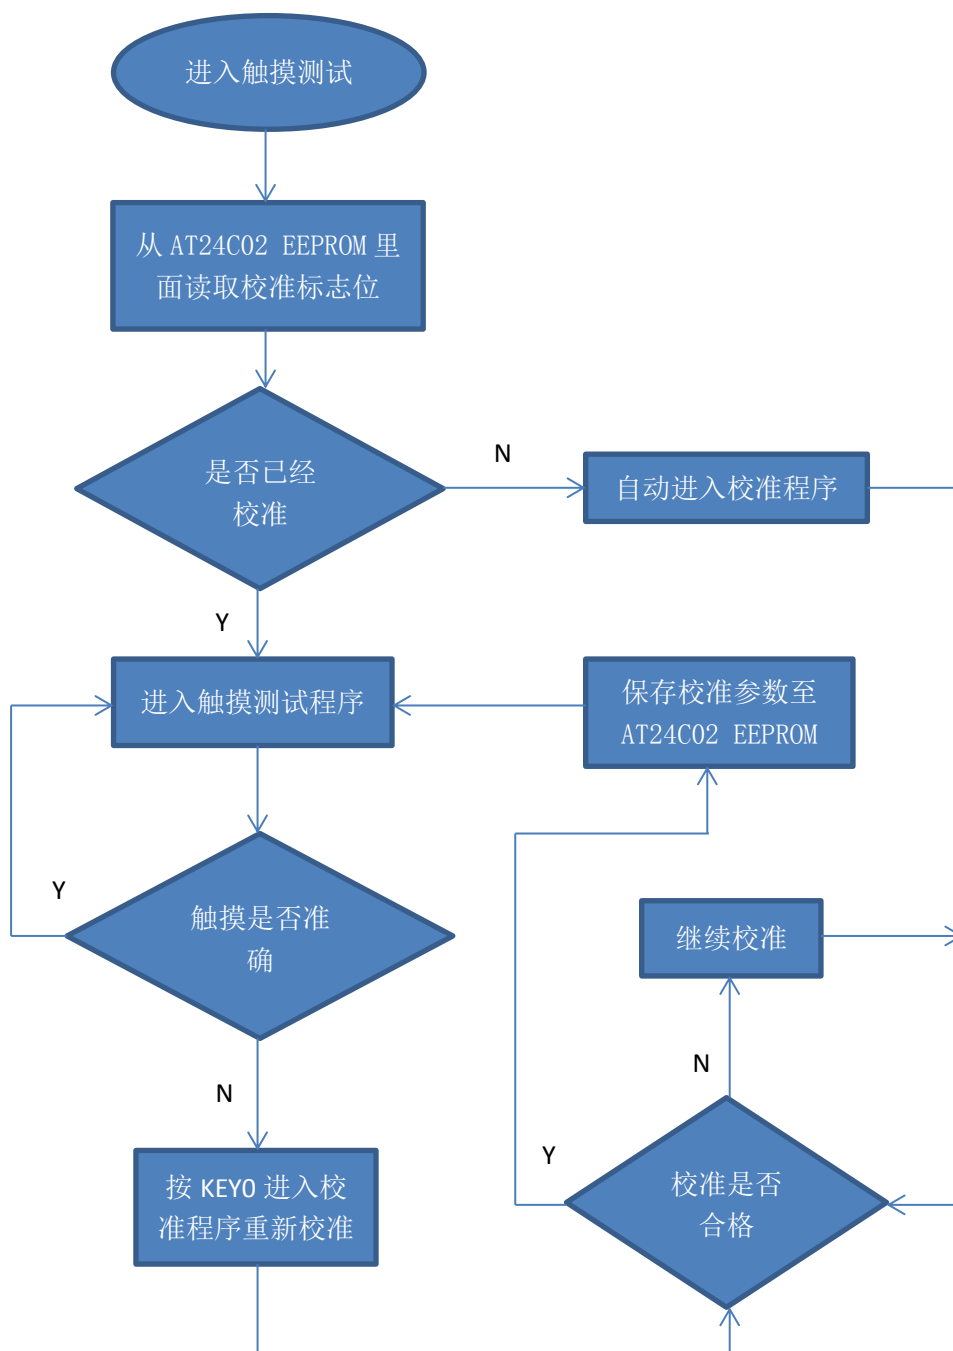 进入触摸测试
从 AT24C02 EEPROM 里
面读取校准标志位
是否已经
校准
N
自动进入校准程序
Y
进入触摸测试程序
保存校准参数至
AT24C02 EEPROM
Y
触摸是否准
确
继续校准
N
N
按 KEY0 进入校
准程序重新校准
Y
校准是否
合格